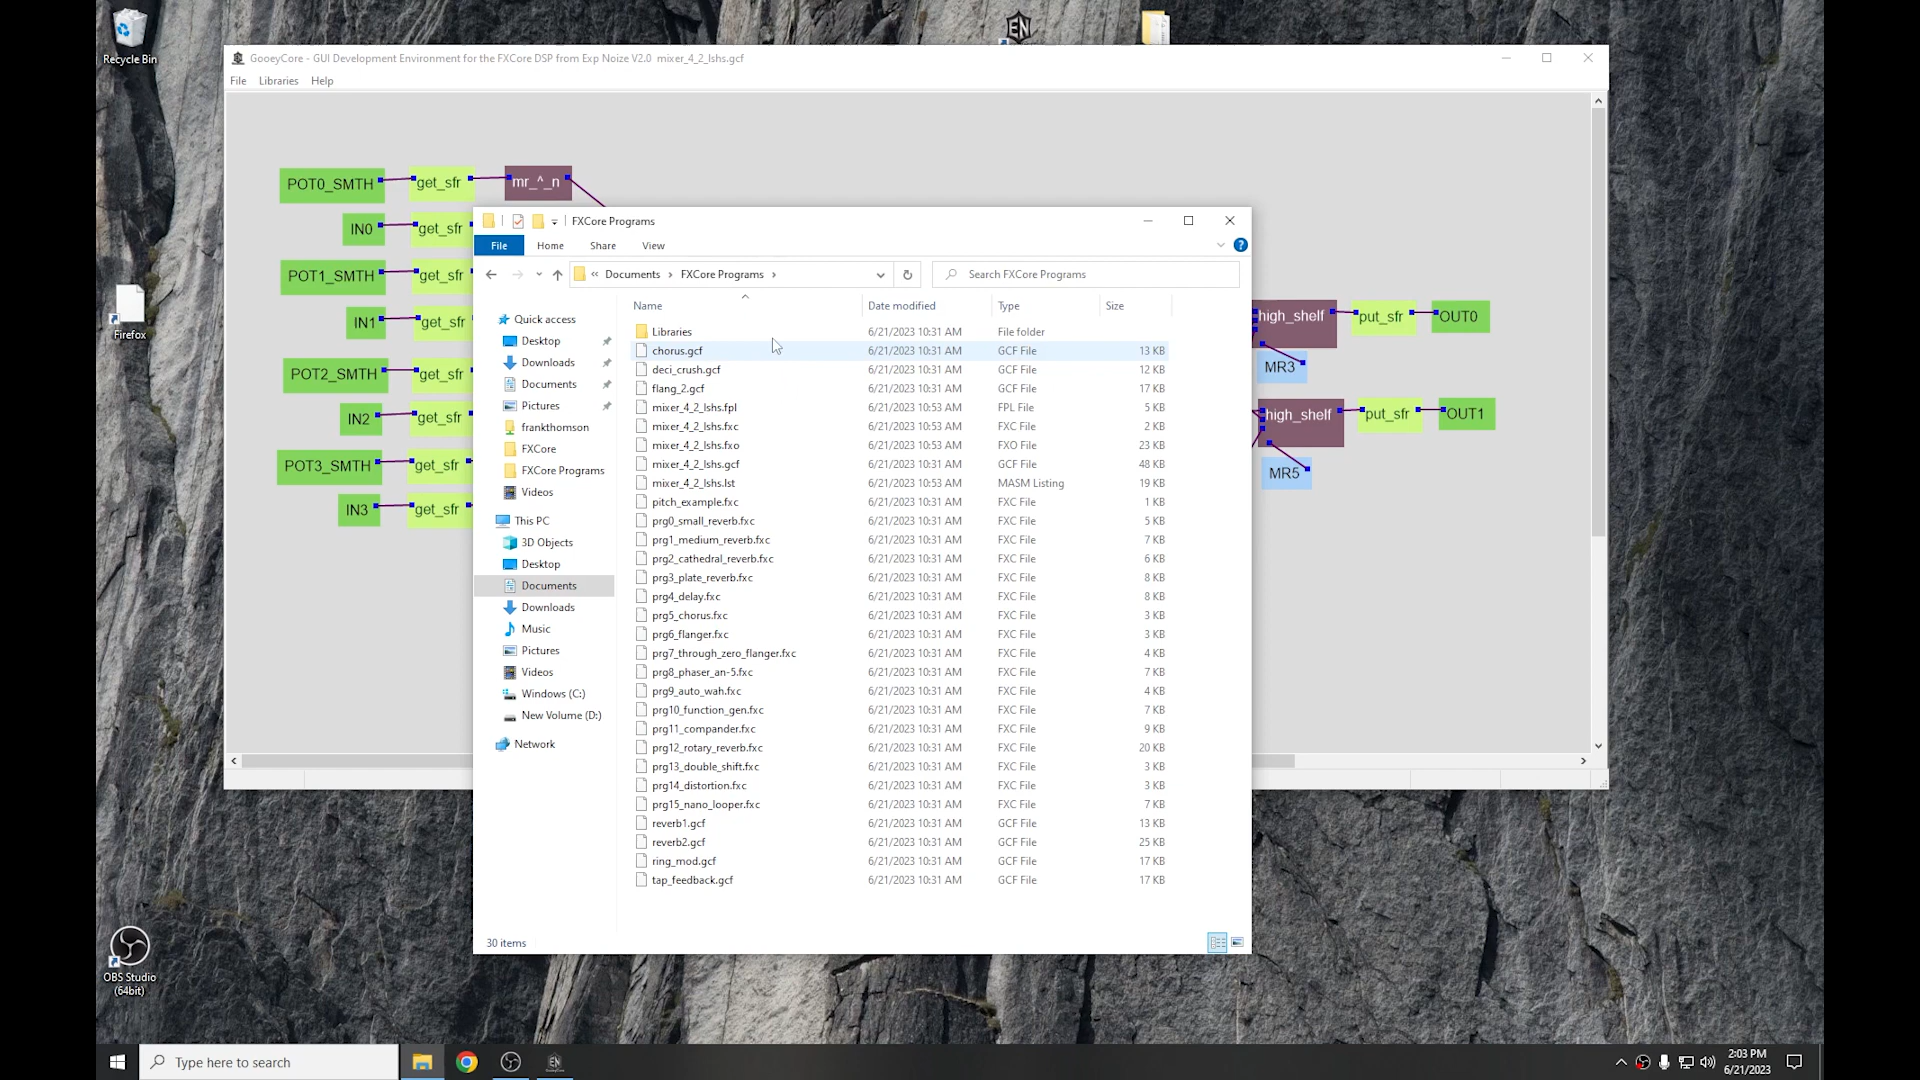 Recycle Bin
EN
GooeyCore - GUI Development Environment for the FXCore DSP from Exp Noize V2.0 mixer_4_2_lshs.gcf
File Libraries Help
POT0_SMTH get_sfr mr_^_n
IN0 get_sfr
POT1_SMTH get_sfr
IN1 get_sfr
POT2_SMTH get_sfr
IN2 get_sfr
POT3_SMTH get_sfr
IN3 get_sfr
high_shelf put_sfr OUT0
MR3
high_shelf put_sfr OUT1
MR5
Firefox
OBS Studio
(64bit)
FXCore Programs
File Home Share View
« Documents › FXCore Programs ›
Search FXCore Programs
Quick access
Desktop
Downloads
Documents
Pictures
frankthomson
FXCore
FXCore Programs
Videos
This PC
3D Objects
Desktop
Documents
Downloads
Music
Pictures
Videos
Windows (C:)
New Volume (D:)
Network
Name Date modified Type Size
Libraries 6/21/2023 10:31 AM File folder
chorus.gcf 6/21/2023 10:31 AM GCF File 13 KB
deci_crush.gcf 6/21/2023 10:31 AM GCF File 12 KB
flang_2.gcf 6/21/2023 10:31 AM GCF File 17 KB
mixer_4_2_lshs.fpl 6/21/2023 10:53 AM FPL File 5 KB
mixer_4_2_lshs.fxc 6/21/2023 10:53 AM FXC File 2 KB
mixer_4_2_lshs.fxo 6/21/2023 10:53 AM FXO File 23 KB
mixer_4_2_lshs.gcf 6/21/2023 10:31 AM GCF File 48 KB
mixer_4_2_lshs.lst 6/21/2023 10:53 AM MASM Listing 19 KB
pitch_example.fxc 6/21/2023 10:31 AM FXC File 1 KB
prg0_small_reverb.fxc 6/21/2023 10:31 AM FXC File 5 KB
prg1_medium_reverb.fxc 6/21/2023 10:31 AM FXC File 7 KB
prg2_cathedral_reverb.fxc 6/21/2023 10:31 AM FXC File 6 KB
prg3_plate_reverb.fxc 6/21/2023 10:31 AM FXC File 8 KB
prg4_delay.fxc 6/21/2023 10:31 AM FXC File 8 KB
prg5_chorus.fxc 6/21/2023 10:31 AM FXC File 3 KB
prg6_flanger.fxc 6/21/2023 10:31 AM FXC File 3 KB
prg7_through_zero_flanger.fxc 6/21/2023 10:31 AM FXC File 4 KB
prg8_phaser_an-5.fxc 6/21/2023 10:31 AM FXC File 7 KB
prg9_auto_wah.fxc 6/21/2023 10:31 AM FXC File 4 KB
prg10_function_gen.fxc 6/21/2023 10:31 AM FXC File 7 KB
prg11_compander.fxc 6/21/2023 10:31 AM FXC File 9 KB
prg12_rotary_reverb.fxc 6/21/2023 10:31 AM FXC File 20 KB
prg13_double_shift.fxc 6/21/2023 10:31 AM FXC File 3 KB
prg14_distortion.fxc 6/21/2023 10:31 AM FXC File 3 KB
prg15_nano_looper.fxc 6/21/2023 10:31 AM FXC File 7 KB
reverb1.gcf 6/21/2023 10:31 AM GCF File 13 KB
reverb2.gcf 6/21/2023 10:31 AM GCF File 25 KB
ring_mod.gcf 6/21/2023 10:31 AM GCF File 17 KB
tap_feedback.gcf 6/21/2023 10:31 AM GCF File 17 KB
30 items
Type here to search
EN
2:03 PM
6/21/2023